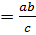 = ab/c